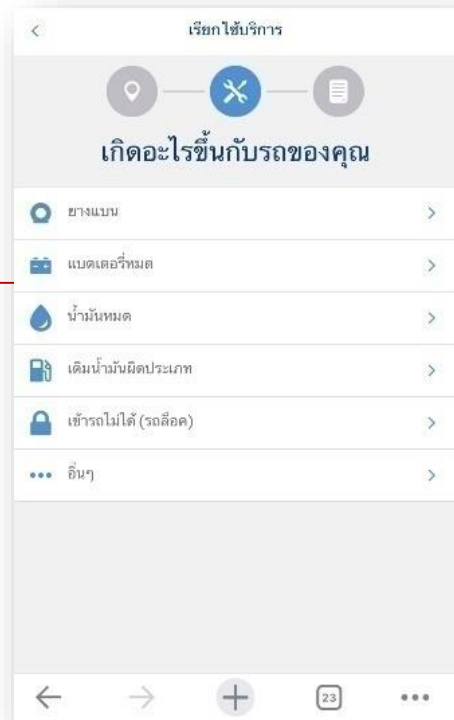 เรียกใช้บริการ
เกิดอะไรขึ้นกับรถของคุณ
ยางแบน
แบตเตอรี่หมด
น้ำมันหมด
เติมน้ำมันผิดประเภท
เข้ารถไม่ได้ (รถล็อค)
อื่นๆ
23